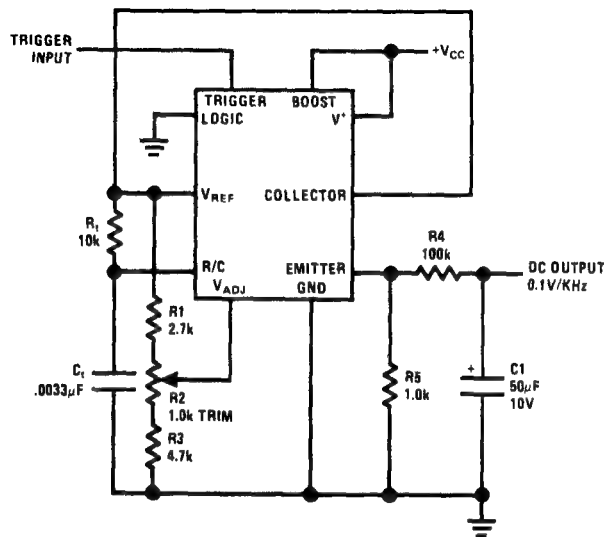 TRIGGER
INPUT
+VCC
TRIGGER
BOOST
LOGIC
V+
VREF
COLLECTOR
Rt
10k
R/C
EMITTER
VADJ
GND
R4
100k
DC OUTPUT
0.1V/KHz
R1
2.7k
Ct
.0033µF
R2
1.0k TRIM
R3
4.7k
R5
1.0k
+
C1
50µF
10V